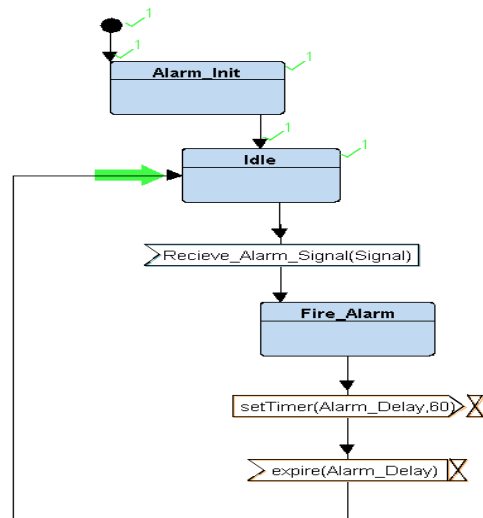 1
1
Alarm_Init
1
1
Idle
1
Recieve_Alarm_Signal(Signal)
Fire_Alarm
setTimer(Alarm_Delay,60)
expire(Alarm_Delay)